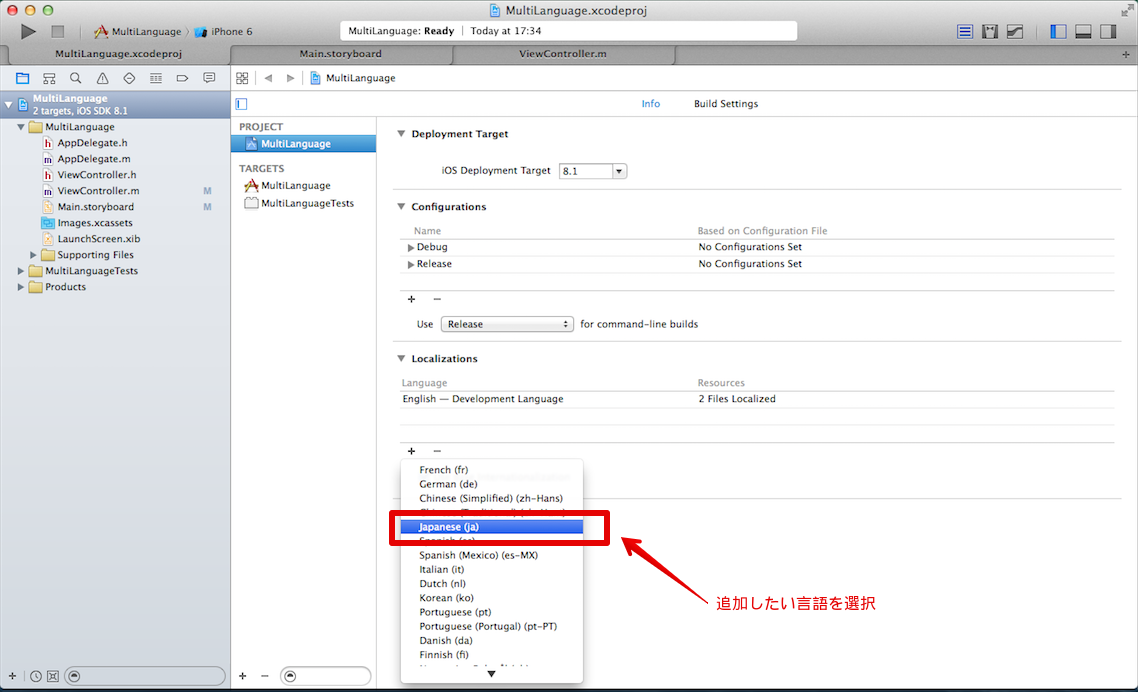 MultiLanguage.xcodeproj
MultiLanguage 〉 iPhone 6
MultiLanguage: Ready | Today at 17:34
MultiLanguage.xcodeproj
Main.storyboard
ViewController.m
MultiLanguage
MultiLanguage
2 targets, iOS SDK 8.1
MultiLanguage
AppDelegate.h
AppDelegate.m
ViewController.h
ViewController.m M
Main.storyboard M
Images.xcassets
LaunchScreen.xib
Supporting Files
MultiLanguageTests
Products
PROJECT
MultiLanguage
TARGETS
MultiLanguage
MultiLanguageTests
Info
Build Settings
Deployment Target
iOS Deployment Target 8.1
Configurations
Name Based on Configuration File
Debug No Configurations Set
Release No Configurations Set
Use Release for command-line builds
Localizations
Language Resources
English — Development Language 2 Files Localized
French (fr)
German (de)
Chinese (Simplified) (zh-Hans)
Japanese (ja)
Spanish (Mexico) (es-MX)
Italian (it)
Dutch (nl)
Korean (ko)
Portuguese (pt)
Portuguese (Portugal) (pt-PT)
Danish (da)
Finnish (fi)
追加したい言語を選択